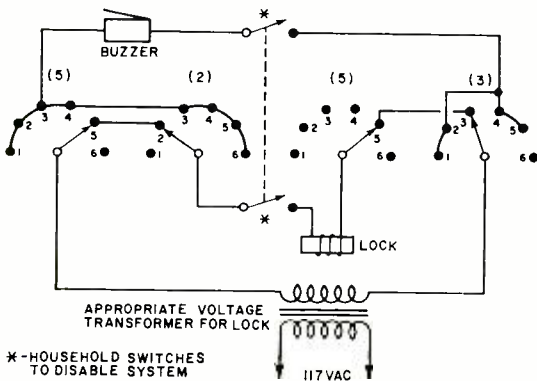 *
BUZZER
(5) (2) (5) (3)
3 4 3 4 3 4 3 4
2 5 2 5 2 5 2 5
1 6 1 6 1 6 1 6
*
LOCK
APPROPRIATE VOLTAGE
TRANSFORMER FOR LOCK
*-HOUSEHOLD SWITCHES
TO DISABLE SYSTEM
117VAC